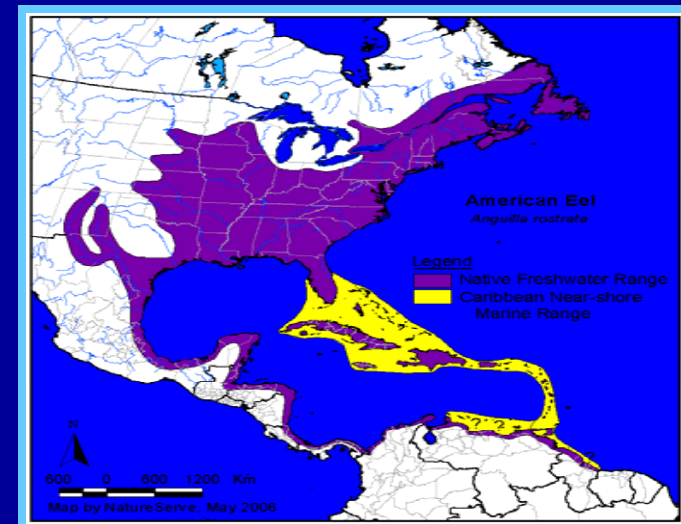 American Eel
Anguilla rostrata
Legend
Native Freshwater Range
Caribbean Near-shore
Marine Range
? ?
?
N
600 0 600 1200 Km
Map by NatureServe, May 2008